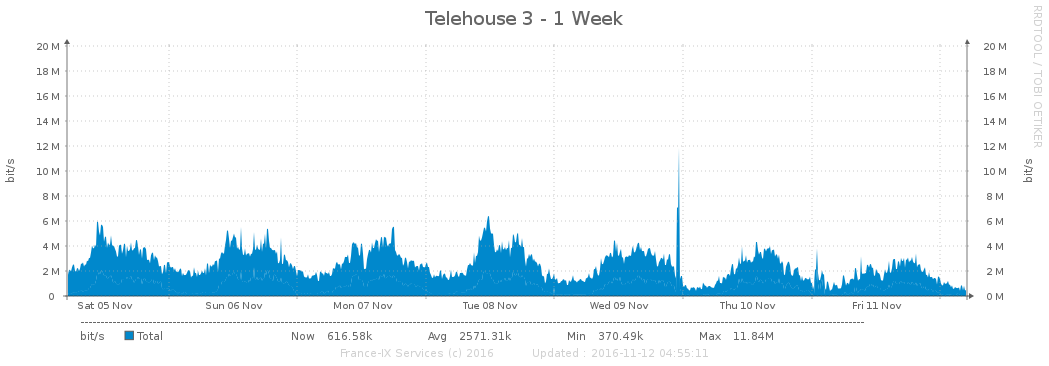 Telehouse 3 - 1 Week
RRDTOOL / TOBI OETIKER
bit/s
20 M 20 M
18 M 18 M
16 M 16 M
14 M 14 M
12 M 12 M
10 M 10 M
8 M 8 M
6 M 6 M
4 M 4 M
2 M 2 M
0 0 M
bit/s
Sat 05 Nov Sun 06 Nov Mon 07 Nov Tue 08 Nov Wed 09 Nov Thu 10 Nov Fri 11 Nov
bit/s Total Now 616.58k Avg 2571.31k Min 370.49k Max 11.84M
France-IX Services (c) 2016 Updated : 2016-11-12 04:55:11